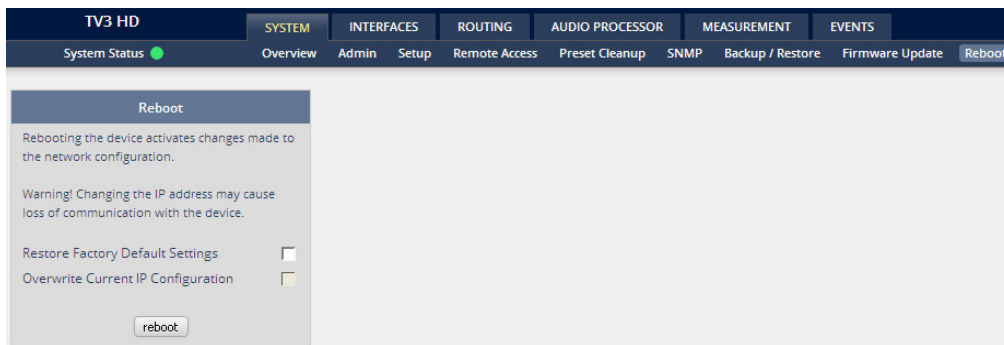 TV3 HD SYSTEM INTERFACES ROUTING AUDIO PROCESSOR MEASUREMENT EVENTS
System Status Overview Admin Setup Remote Access Preset Cleanup SNMP Backup / Restore Firmware Update Reboot
Reboot
Rebooting the device activates changes made to
the network configuration.
Warning! Changing the IP address may cause
loss of communication with the device.
Restore Factory Default Settings
Overwrite Current IP Configuration
reboot